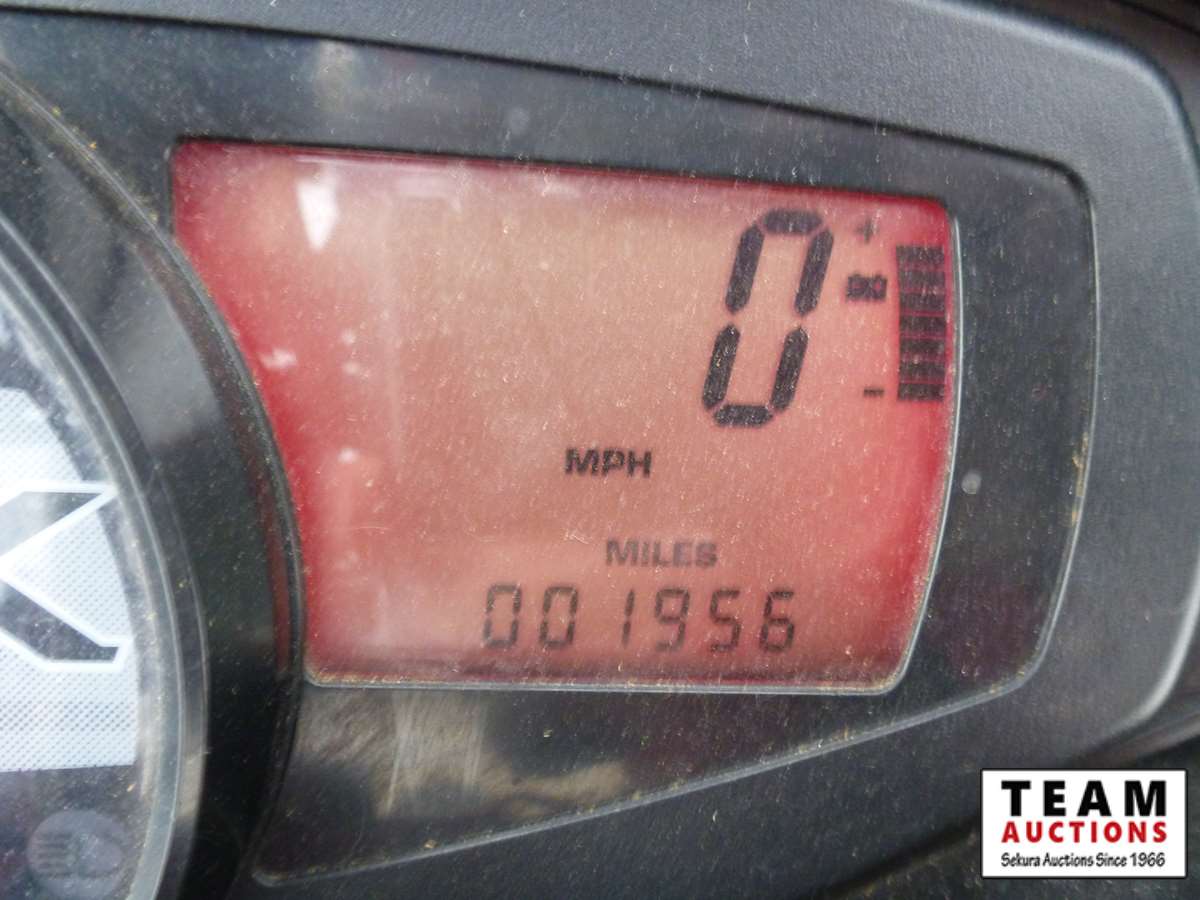 0
+
-
MPH
MILES
001956
TEAM
AUCTIONS
Sekura Auctions Since 1966